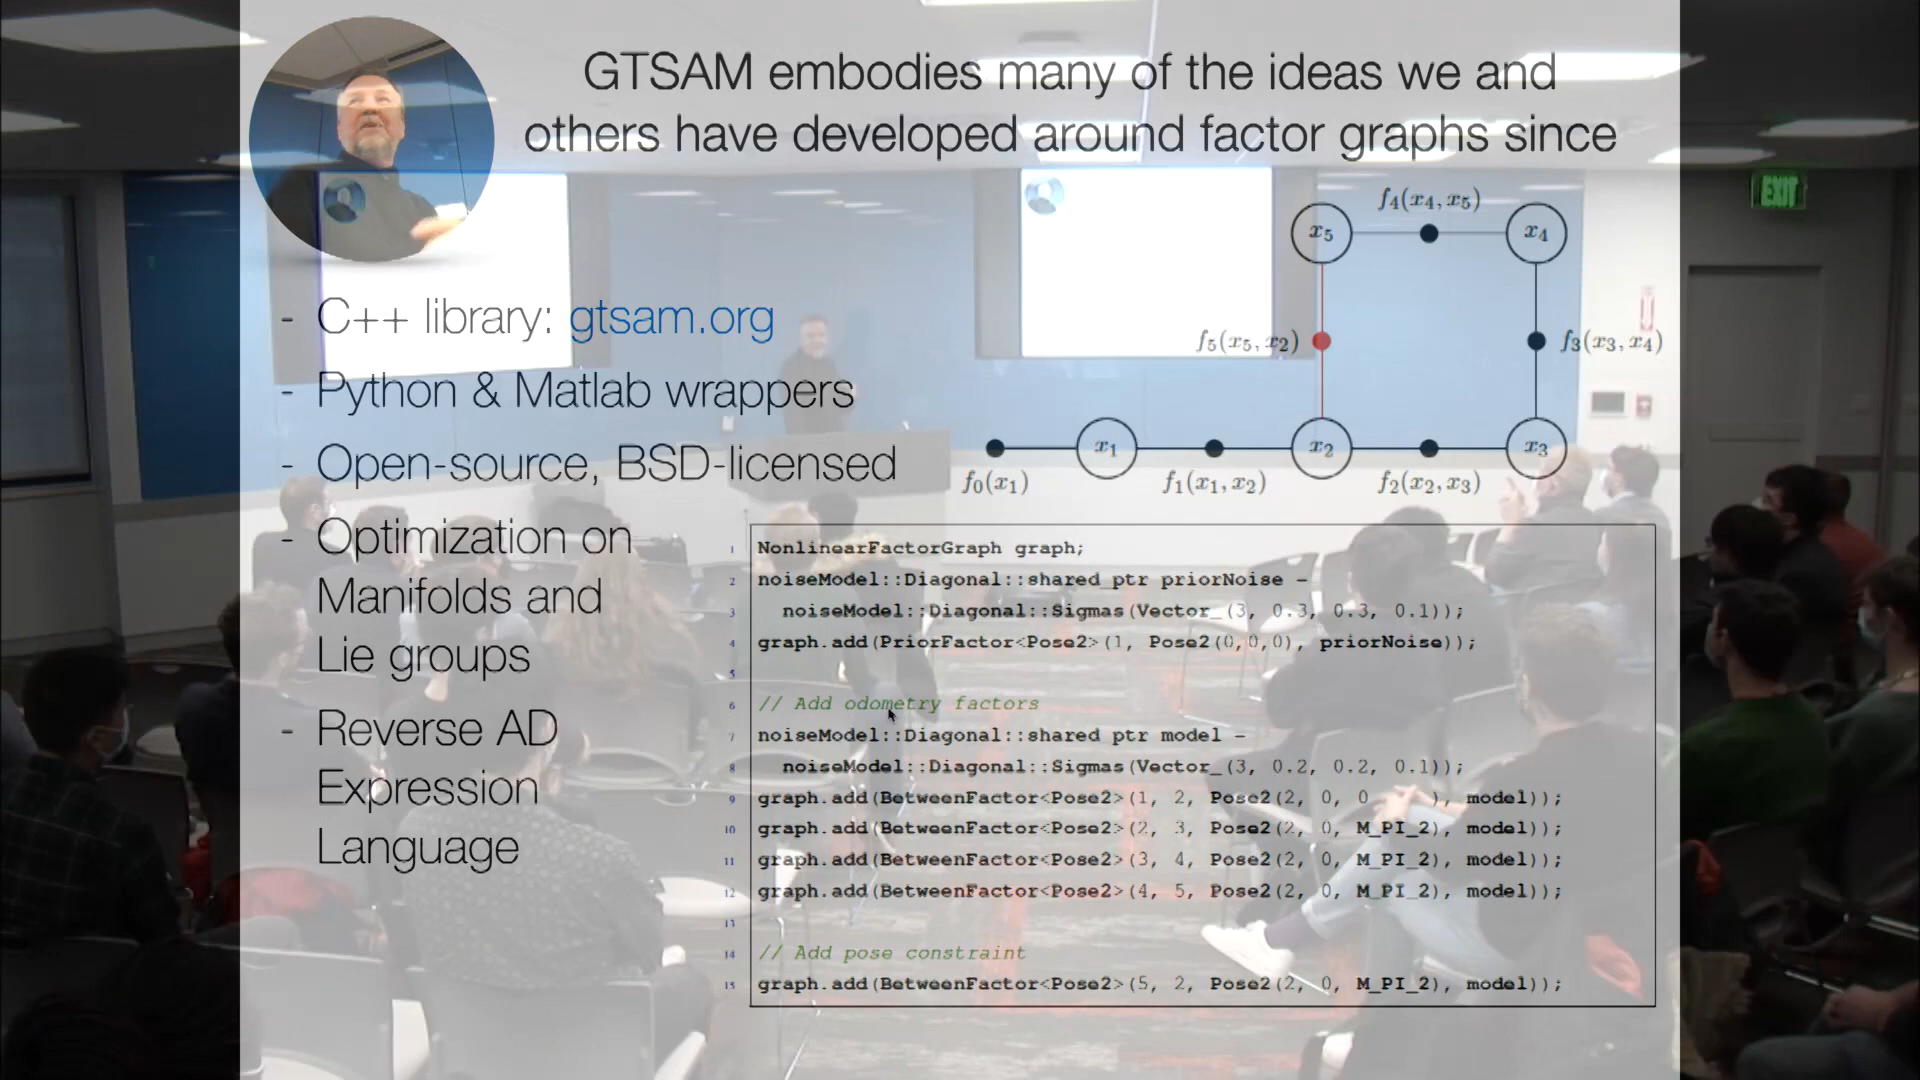 GTSAM embodies many of the ideas we and
others have developed around factor graphs since
EXIT
- C++ library: gtsam.org
- Python & Matlab wrappers
- Open-source, BSD-licensed
- Optimization on
Manifolds and
Lie groups
- Reverse AD
Expression
Language
f4(x4, x5)
x5
x4
f5(x5, x2)
f3(x3, x4)
x1
x2
x3
f0(x1)
f1(x1, x2)
f2(x2, x3)
1 NonlinearFactorGraph graph;
2 noiseModel::Diagonal::shared_ptr priorNoise =
3 noiseModel::Diagonal::Sigmas(Vector_(3, 0.3, 0.3, 0.1));
4 graph.add(PriorFactor<Pose2>(1, Pose2(0,0,0), priorNoise));
5
6 // Add odometry factors
7 noiseModel::Diagonal::shared_ptr model =
8 noiseModel::Diagonal::Sigmas(Vector_(3, 0.2, 0.2, 0.1));
9 graph.add(BetweenFactor<Pose2>(1, 2, Pose2(2, 0, 0 ), model));
10 graph.add(BetweenFactor<Pose2>(2, 3, Pose2(2, 0, M_PI_2), model));
11 graph.add(BetweenFactor<Pose2>(3, 4, Pose2(2, 0, M_PI_2), model));
12 graph.add(BetweenFactor<Pose2>(4, 5, Pose2(2, 0, M_PI_2), model));
13
14 // Add pose constraint
15 graph.add(BetweenFactor<Pose2>(5, 2, Pose2(2, 0, M_PI_2), model));